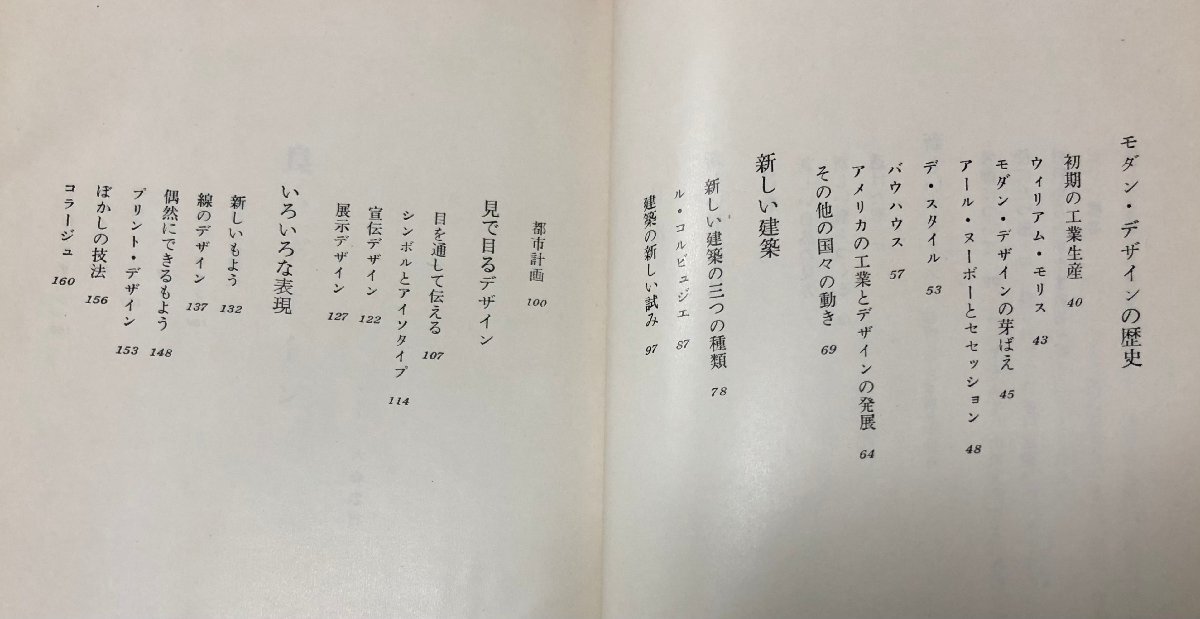 モダン・デザインの歴史
初期の工業生産 40
ウィリアム・モリス 43
モダン・デザインの芽ばえ 45
アール・ヌーボーとセセッション 48
デ・スタイル 53
バウハウス 57
アメリカの工業とデザインの発展 64
その他の国々の動き 69
新しい建築
新しい建築の三つの種類 78
ル・コルビュジエ 87
建築の新しい試み 97
都市計画 100
見で目るデザイン
目を通して伝える 107
シンボルとアイソタイプ 114
宣伝デザイン 122
展示デザイン 127
いろいろな表現
新しいもよう 132
線のデザイン 137
偶然にできるもよう 148
プリント・デザイン 153
ぼかしの技法 156
コラージュ 160